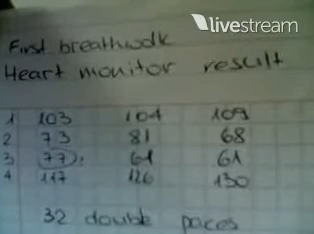 livestream
First breathwalk
Heart monitor result
1 103 104 109
2 73 81 68
3 77 61 61
4 117 126 130
32 double paces